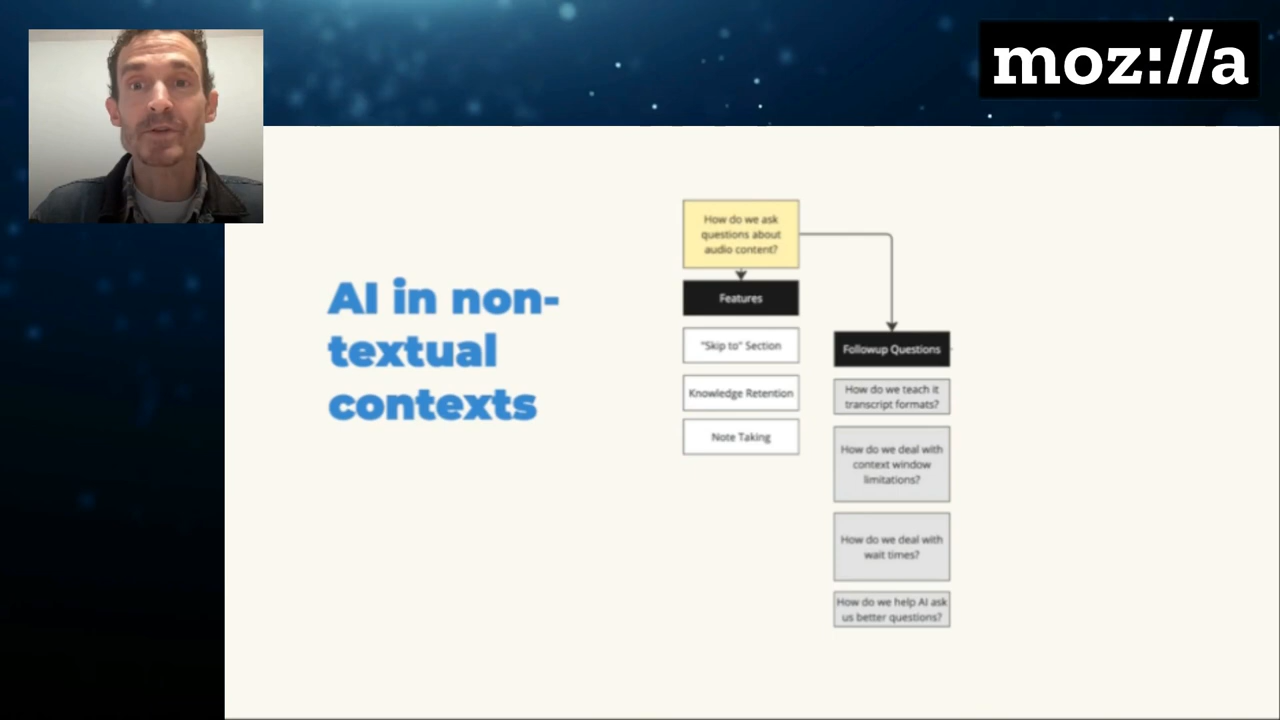 moz://a
AI in non-
textual
contexts
How do we ask
questions about
audio content?
Features
"Skip to" Section
Knowledge Retention
Note Taking
Followup Questions
How do we teach it
transcript formats?
How do we deal with
context window
limitations?
How do we deal with
wait times?
How do we help AI ask
us better questions?